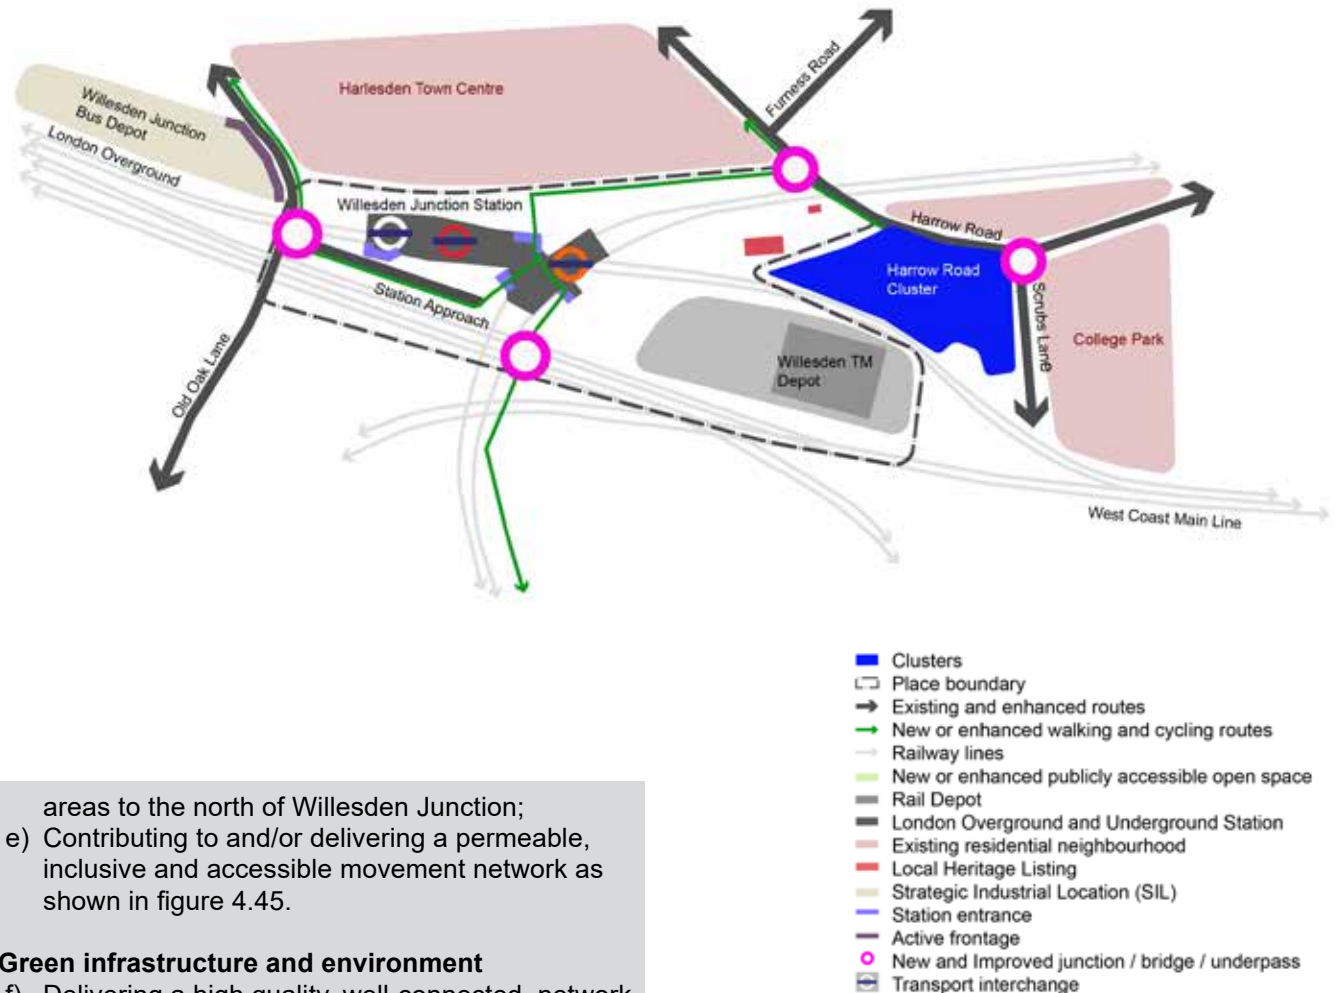 Harlesden Town Centre
Furness Road
Willesden Junction
Bus Depot
London Overground
Willesden Junction Station
Harrow Road
Harrow Road
Cluster
Station Approach
Scrubs Lane
College Park
Willesden TM
Depot
Old Oak Lane
West Coast Main Line
Clusters
Place boundary
Existing and enhanced routes
New or enhanced walking and cycling routes
Railway lines
New or enhanced publicly accessible open space
Rail Depot
London Overground and Underground Station
Existing residential neighbourhood
Local Heritage Listing
Strategic Industrial Location (SIL)
Station entrance
Active frontage
New and Improved junction / bridge / underpass
Transport interchange
areas to the north of Willesden Junction;
e) Contributing to and/or delivering a permeable,
inclusive and accessible movement network as
shown in figure 4.45.
Green infrastructure and environment
f) Delivering a high quality, well-connected, network